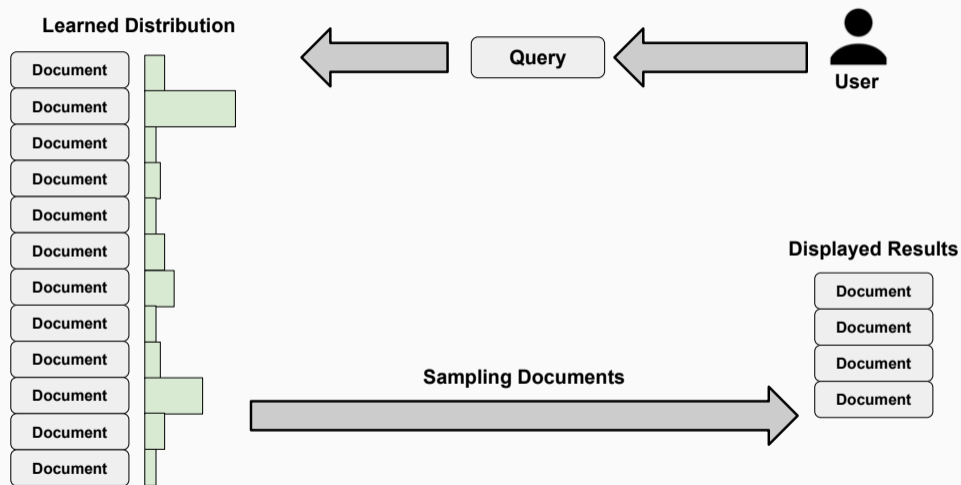 Learned Distribution
Document
Document
Document
Document
Document
Document
Document
Document
Document
Document
Document
Document
Query
User
Sampling Documents
Displayed Results
Document
Document
Document
Document